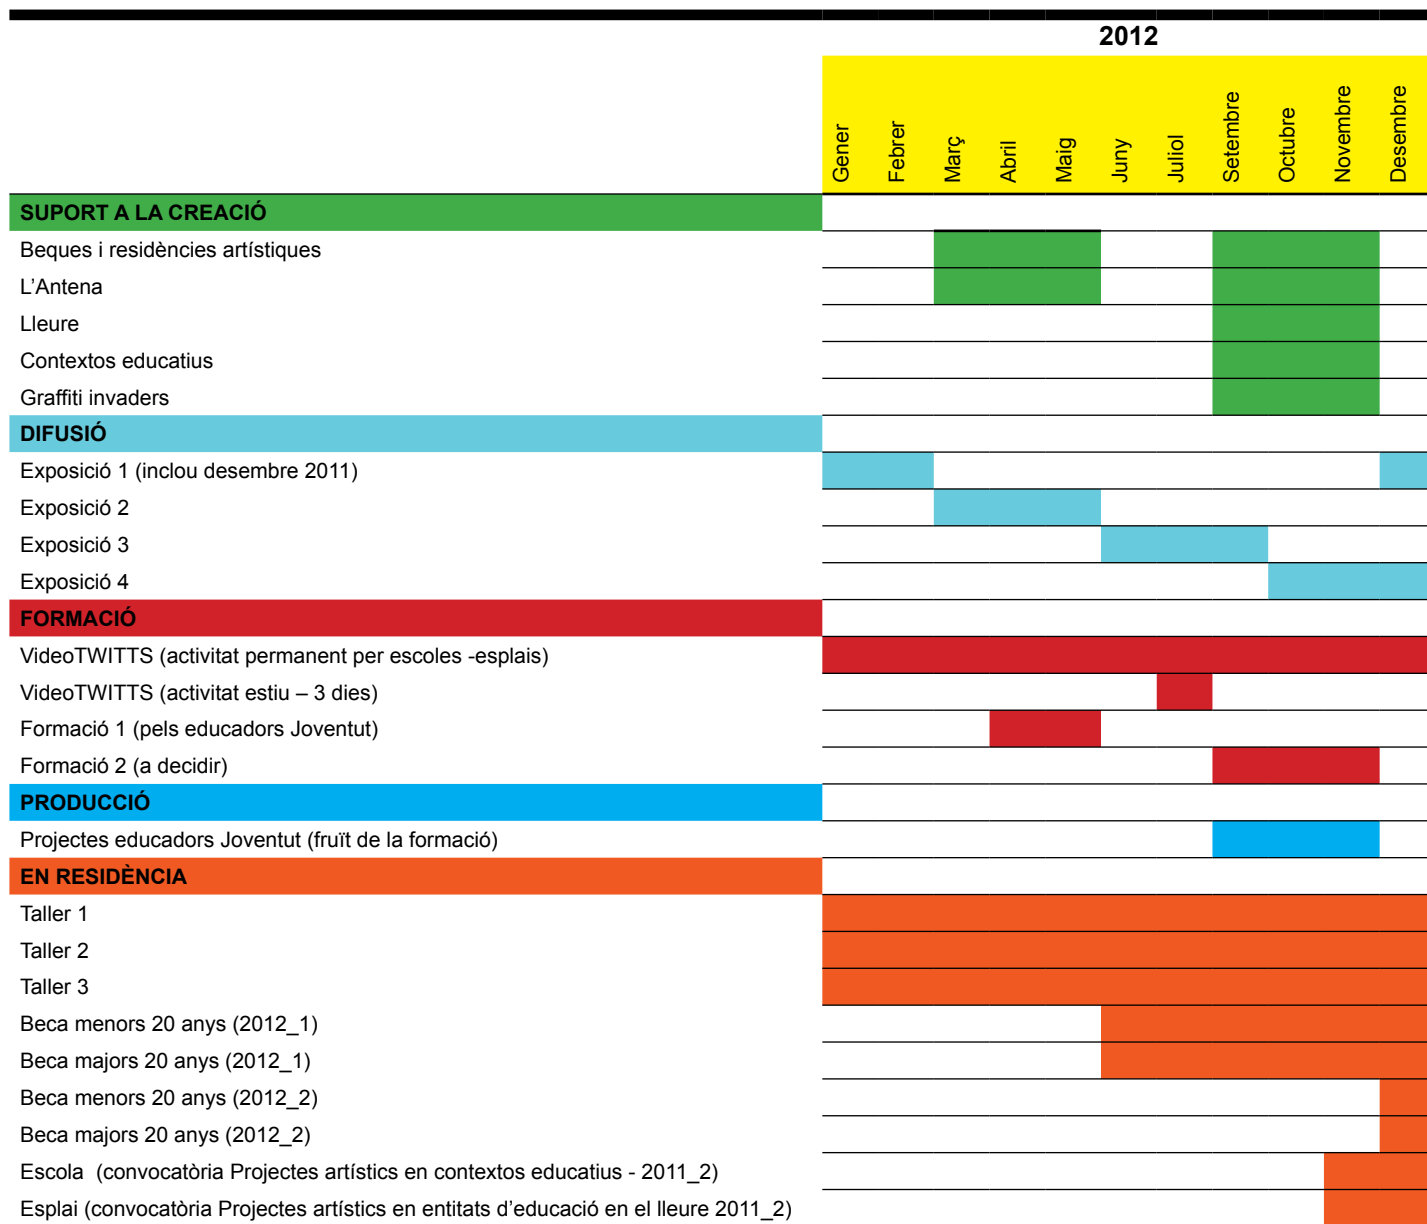 2012
Gener
Febrer
Març
Abril
Maig
Juny
Juliol
Setembre
Octubre
Novembre
Desembre
SUPORT A LA CREACIÓ
Beques i residències artístiques
L’Antena
Lleure
Contextos educatius
Graffiti invaders
DIFUSIÓ
Exposició 1 (inclou desembre 2011)
Exposició 2
Exposició 3
Exposició 4
FORMACIÓ
VideoTWITTS (activitat permanent per escoles -esplais)
VideoTWITTS (activitat estiu – 3 dies)
Formació 1 (pels educadors Joventut)
Formació 2 (a decidir)
PRODUCCIÓ
Projectes educadors Joventut (fruït de la formació)
EN RESIDÈNCIA
Taller 1
Taller 2
Taller 3
Beca menors 20 anys (2012_1)
Beca majors 20 anys (2012_1)
Beca menors 20 anys (2012_2)
Beca majors 20 anys (2012_2)
Escola  (convocatòria Projectes artístics en contextos educatius - 2011_2)
Esplai (convocatòria Projectes artístics en entitats d’educació en el lleure 2011_2)